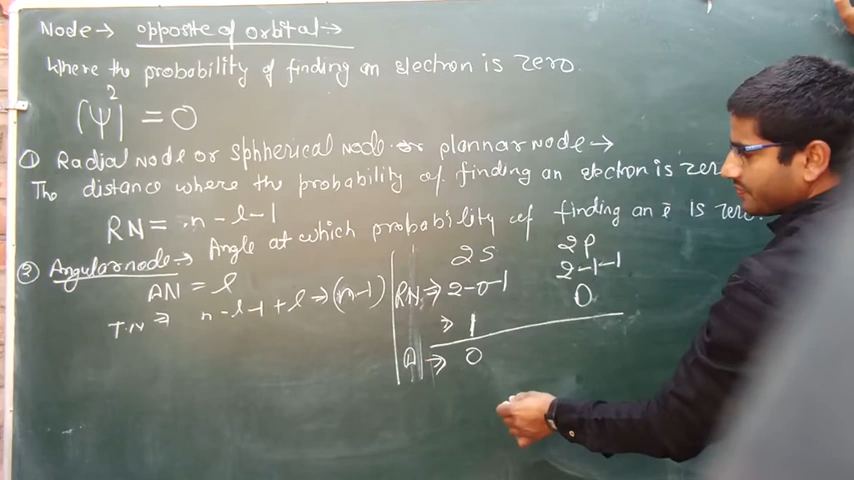 Node → opposite of orbital →
Where the probability of finding an electron is zero.
|Ψ|² = 0
① Radial Node or sphherical Node or plannar node →
The distance where the probability of finding an electron is zer
RN = n - l - 1
② Angular node → Angle at which probability of finding an e̅ is zero.
AN = l
T.N ⇒ n - l - 1 + l ⇒ (n-1)
2s 2p
RN ⇒ 2-0-1 2-1-1
⇒ 1 0
A ⇒ 0